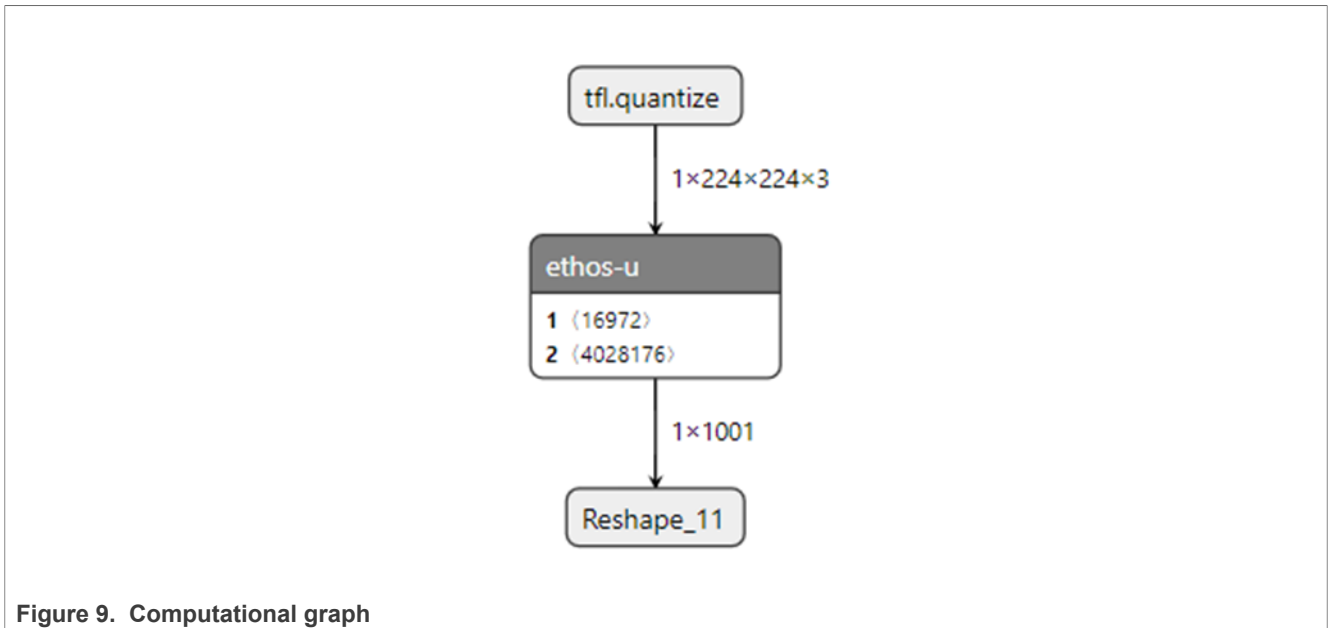 tfl.quantize
1×224×224×3
ethos-u
1 〈16972〉
2 〈4028176〉
1×1001
Reshape_11
Figure 9. Computational graph